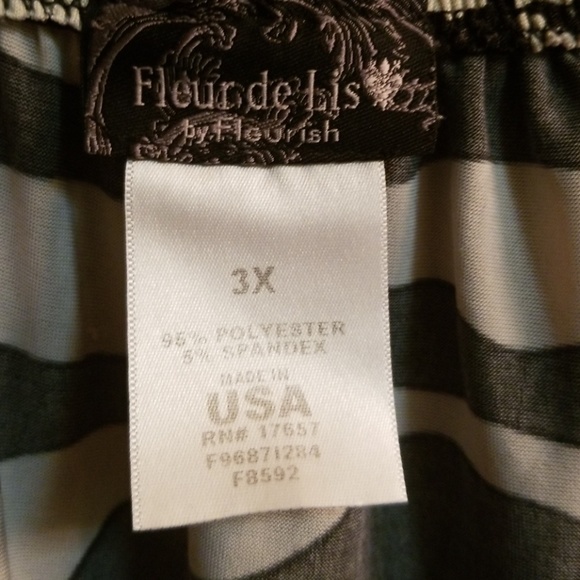 Fleur de Lis
by Fleurish
3X
95% POLYESTER
5% SPANDEX
MADE IN
USA
RN# 17657
F96871284
F8592